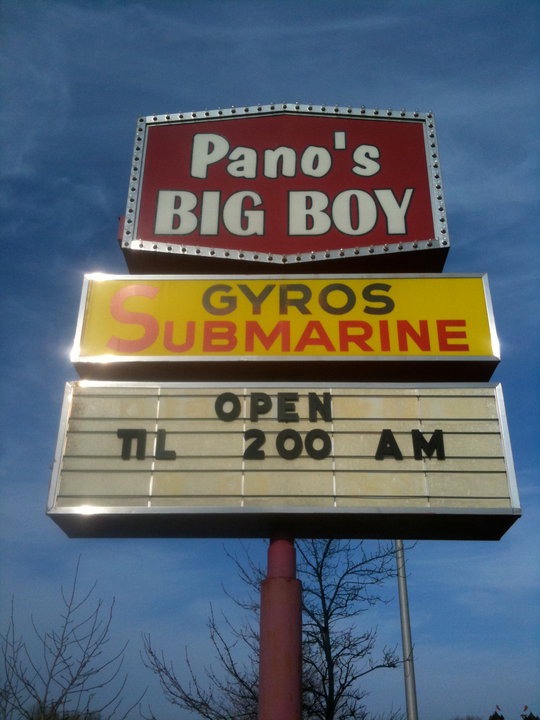 Pano's
BIG BOY
GYROS
SUBMARINE
OPEN
TIL 200 AM